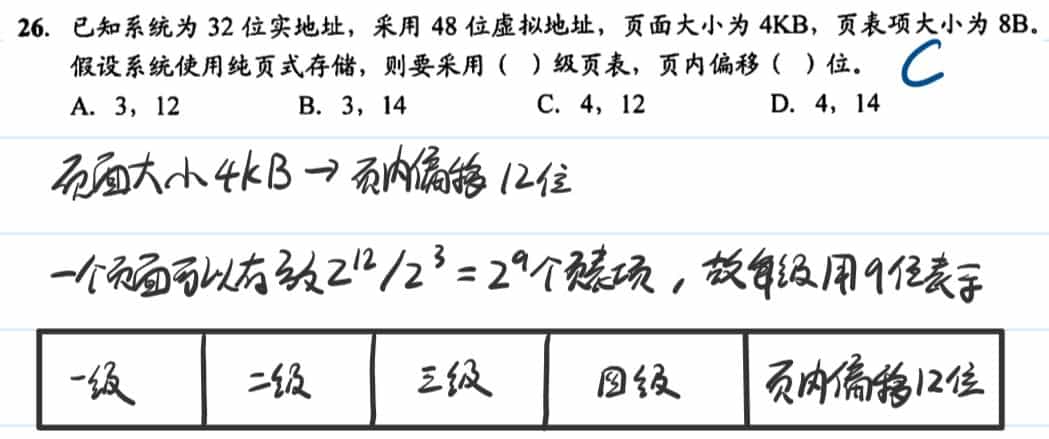 26. 已知系统为 32 位实地址，采用 48 位虚拟地址，页面大小为 4KB，页表项大小为 8B。
假设系统使用纯页式存储，则要采用（ ）级页表，页内偏移（ ）位。 C
A. 3，12 B. 3，14 C. 4，12 D. 4，14
页面大小4kB→页内偏移12位
一个页面可以存放2¹²/2³=2⁹个页表项，故每级用9位表示
一级 二级 三级 四级 页内偏移12位